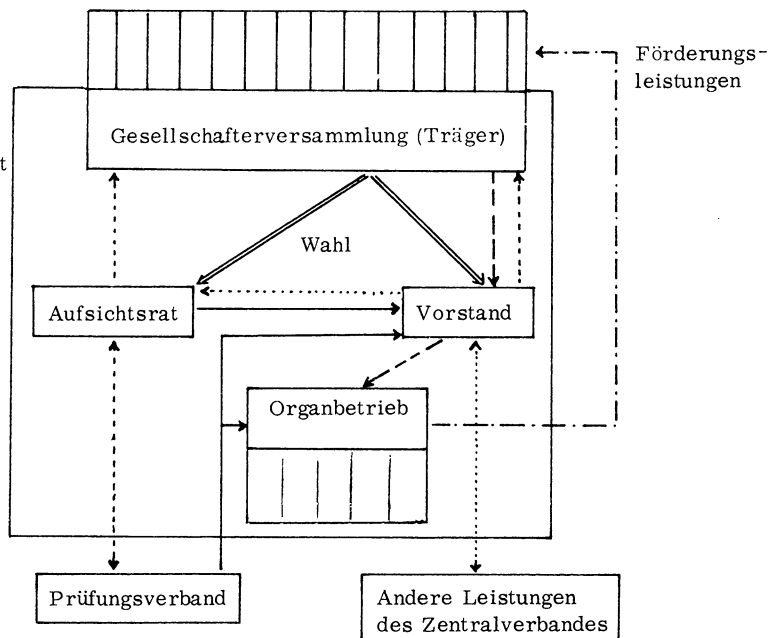 Förderungs-
leistungen
Gesellschafterversammlung (Träger)
t
Wahl
Aufsichtsrat
Vorstand
Organbetrieb
Prüfungsverband
Andere Leistungen
des Zentralverbandes